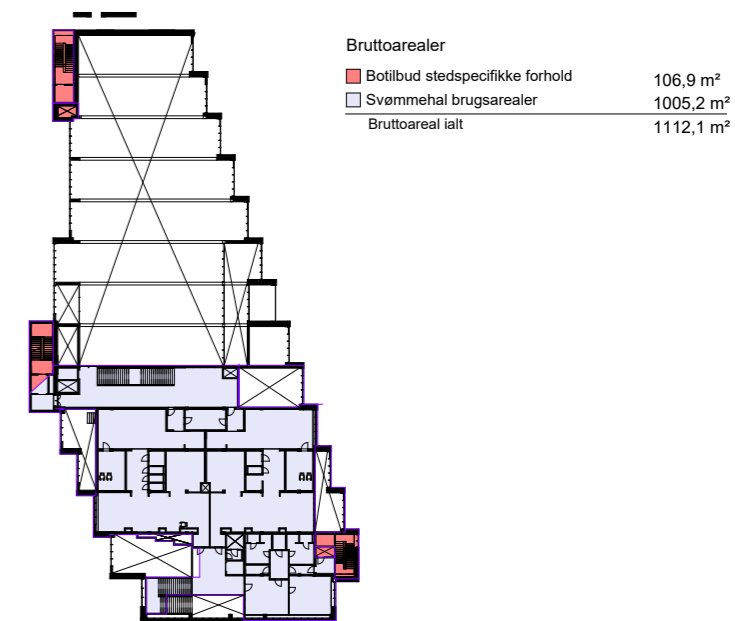 Bruttoarealer
Botilbud stedspecifikke forhold 106,9 m²
Svømmehal brugsarealer 1005,2 m²
Bruttoareal ialt 1112,1 m²